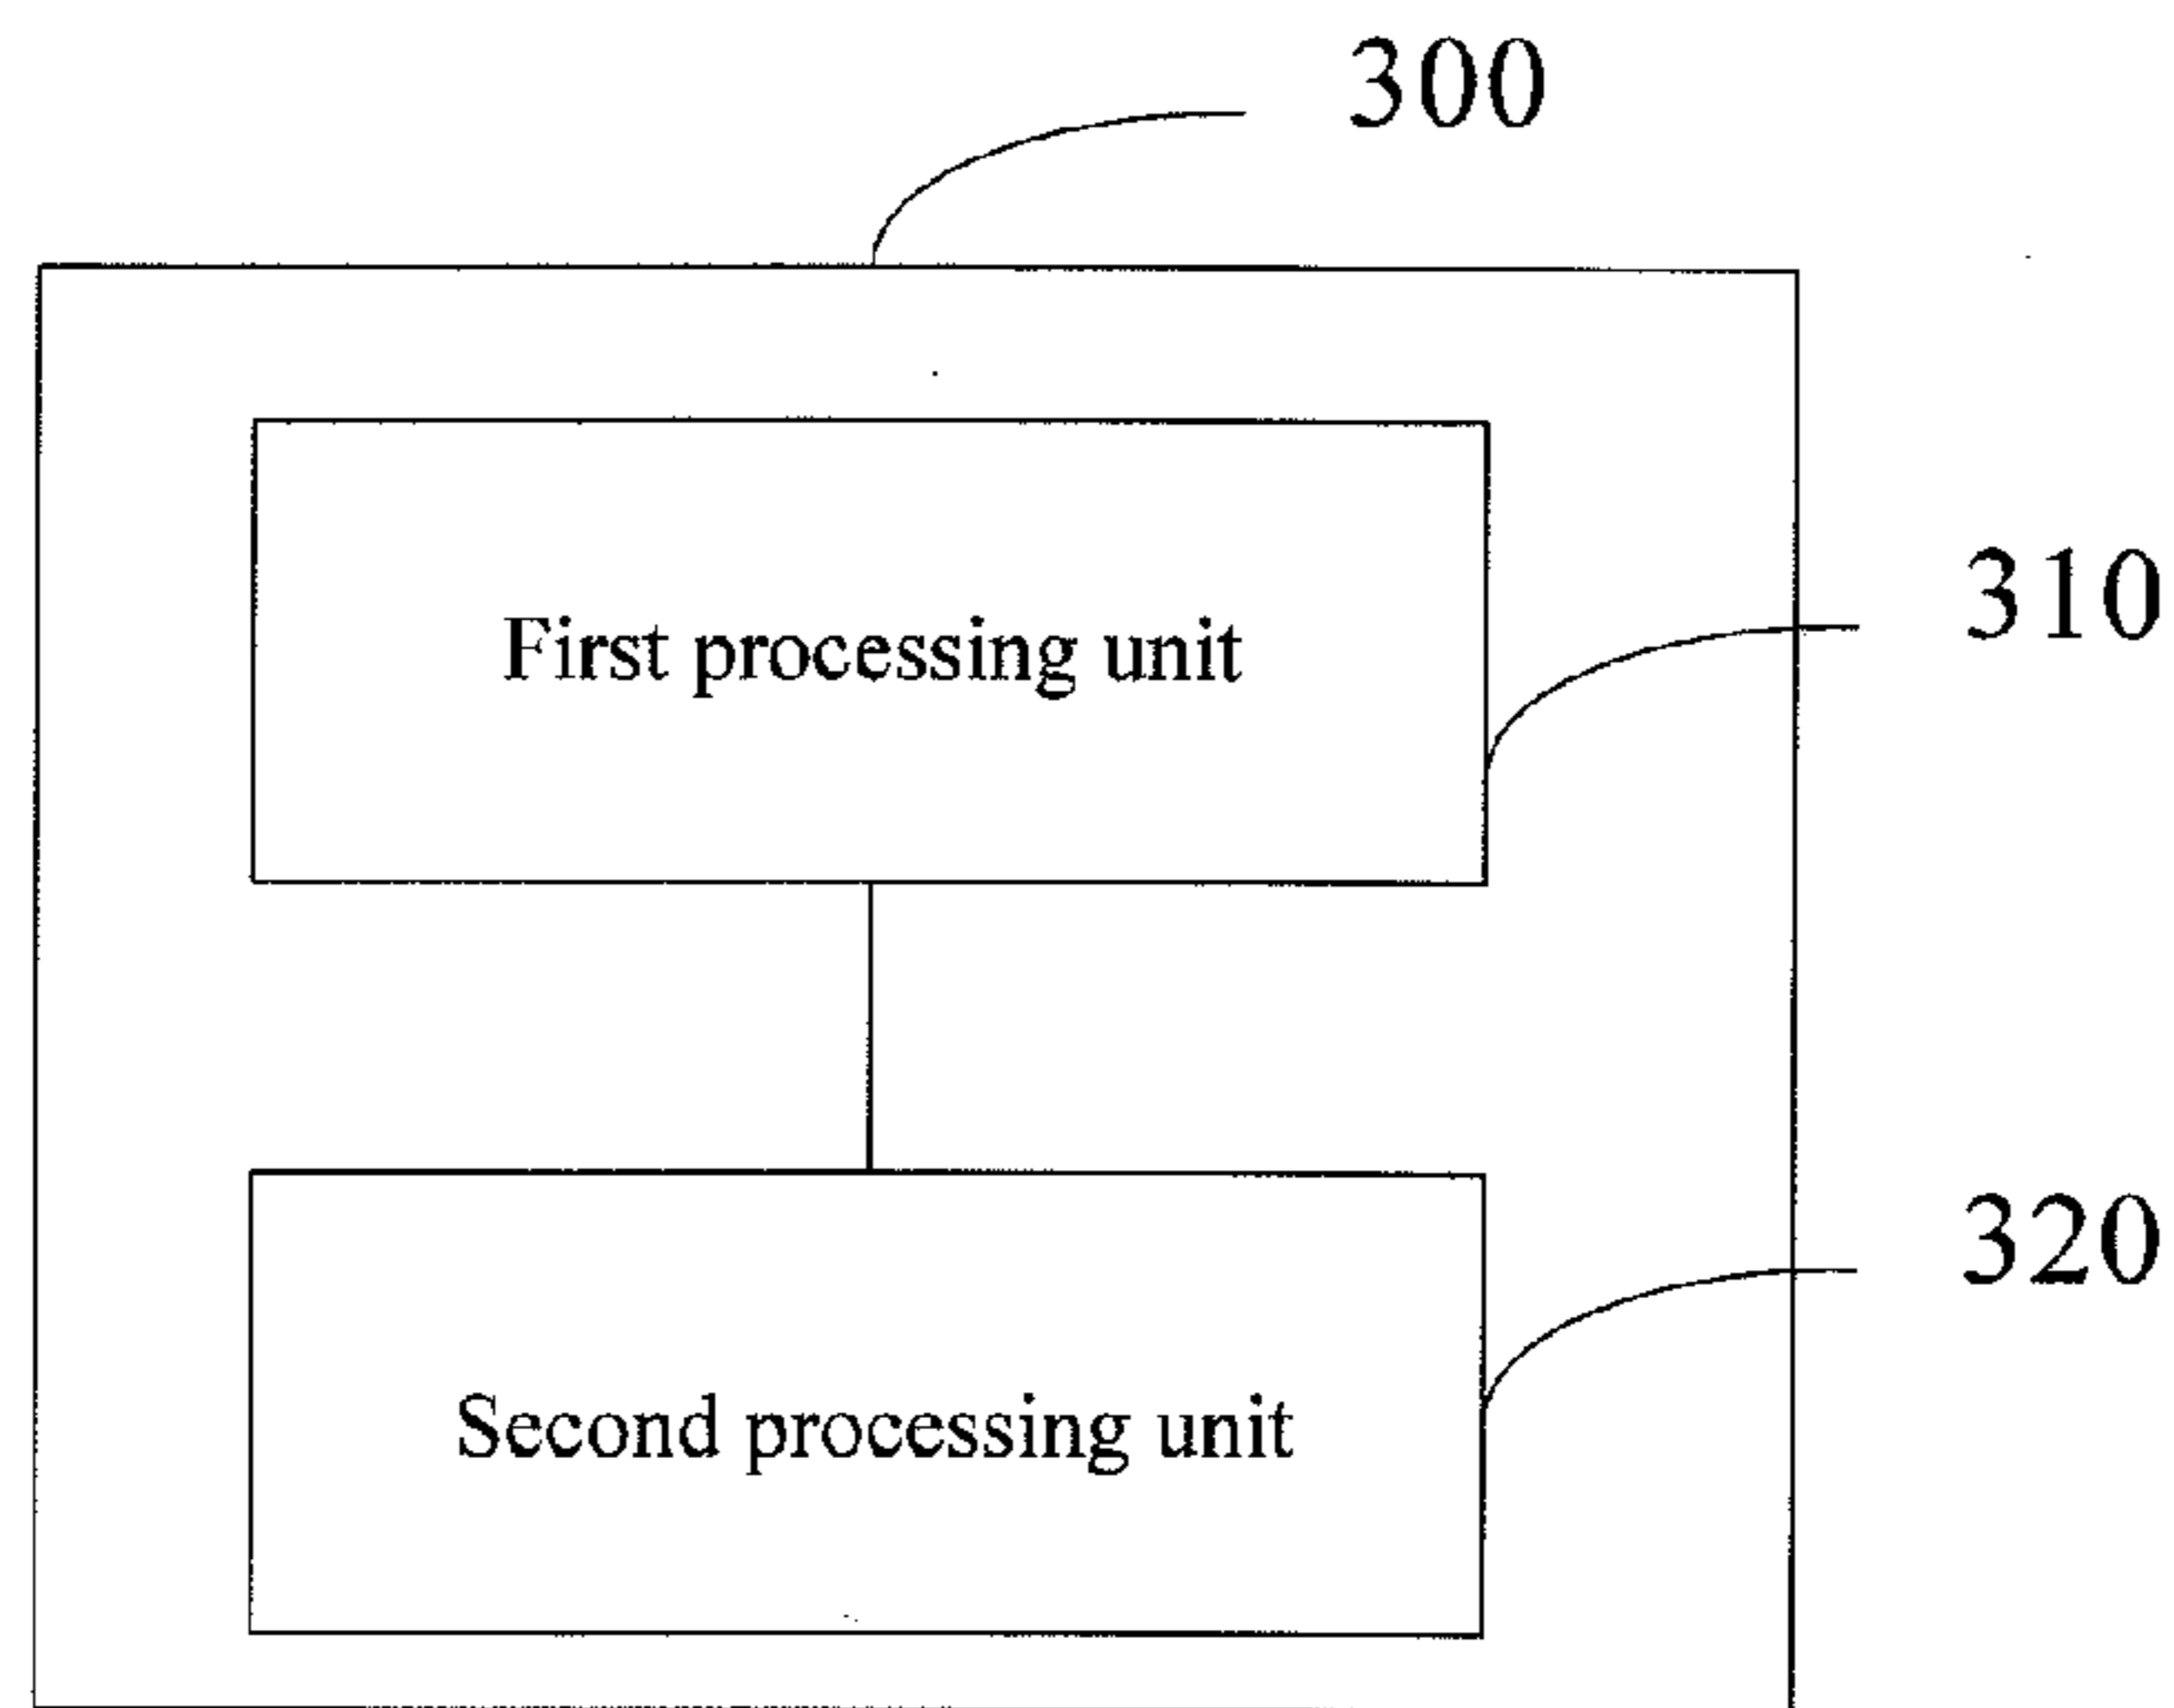 300
First processing unit
310
Second processing unit
320